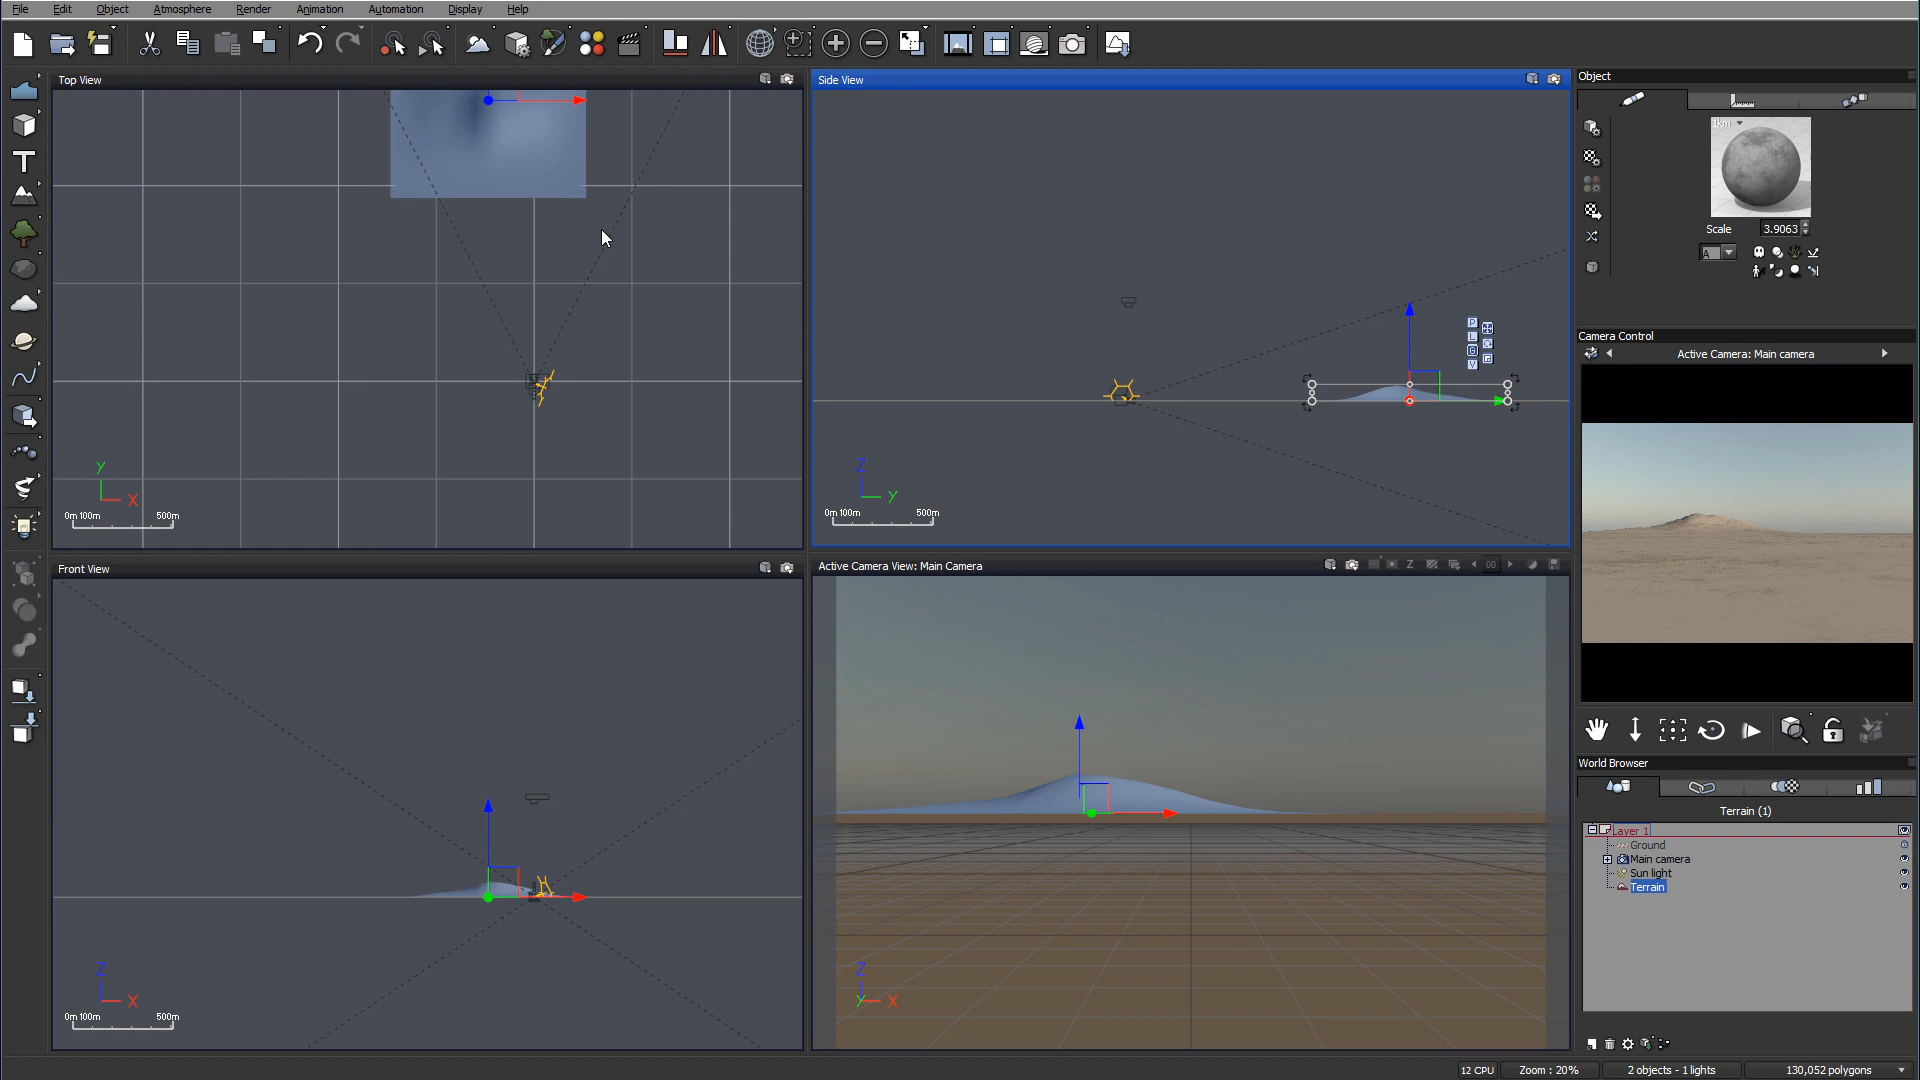 File Edit Object Atmosphere Render Animation Automation Display Help
Top View
Y
X
0m 100m 500m
Side View
P
L
G
V
Z
Y
0m 100m 500m
Object
1km
Scale 3.9063
A
Camera Control
Active Camera: Main camera
Front View
Z
X
0m 100m 500m
Active Camera View: Main Camera
Z 00
Z
Y X
World Browser
Terrain (1)
Layer 1
Ground
Main camera
Sun light
Terrain
12 CPU Zoom : 20% 2 objects - 1 lights 130,052 polygons